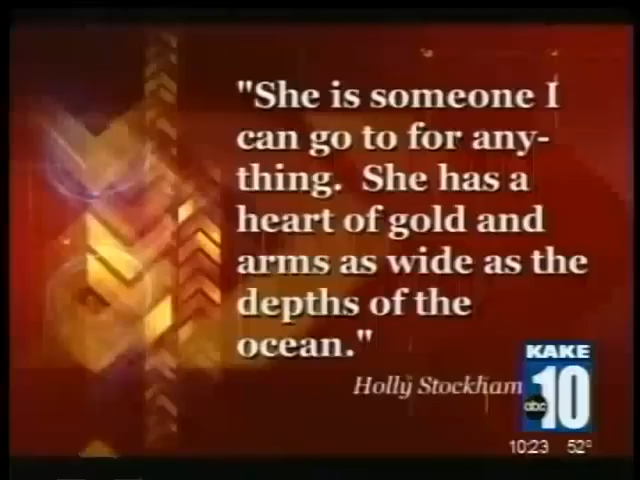 "She is someone I
can go to for any-
thing.  She has a
heart of gold and
arms as wide as the
depths of the
ocean."
Holly Stockham
KAKE
abc 10
10:23 52°